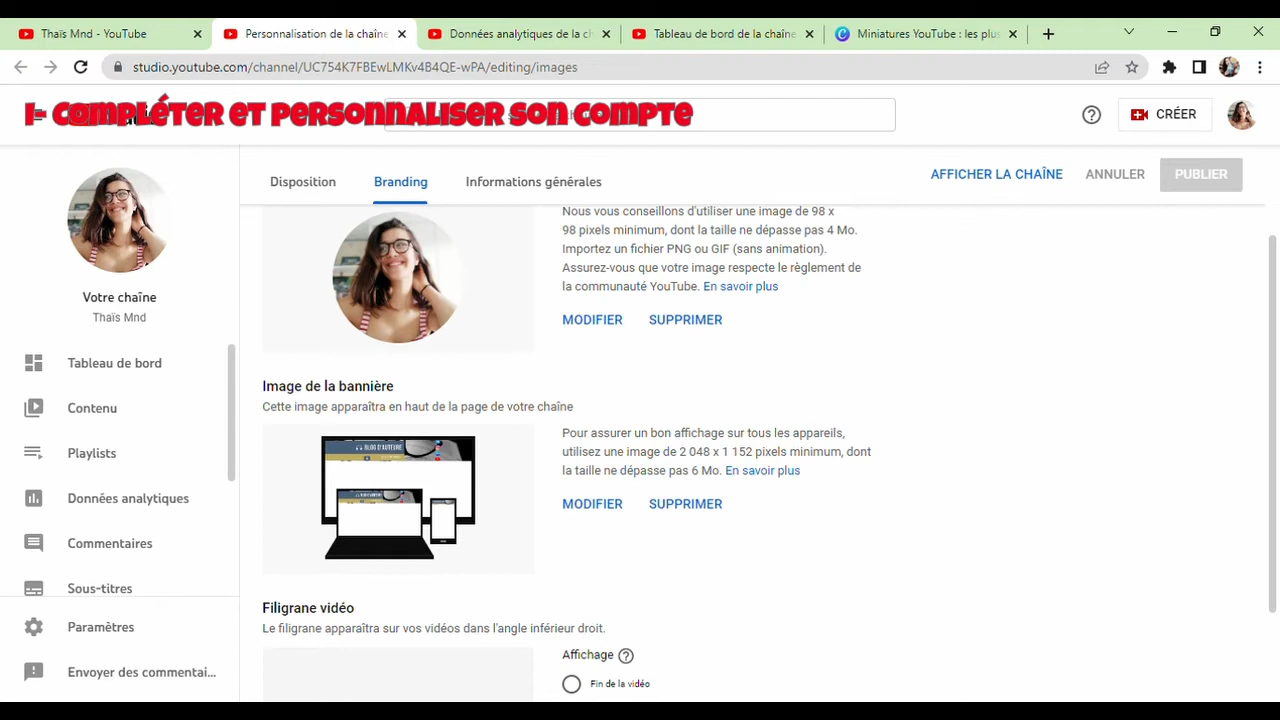 Thaïs Mnd - YouTube
Personnalisation de la chaîne
Données analytiques de la ch
Tableau de bord de la chaîne
Miniatures YouTube : les plus
studio.youtube.com/channel/UC754K7FBEwLMKv4B4QE-wPA/editing/images
I- Compléter et personnaliser son compte
CRÉER
Votre chaîne
Thaïs Mnd
Tableau de bord
Contenu
Playlists
Données analytiques
Commentaires
Sous-titres
Paramètres
Envoyer des commentai...
Disposition
Branding
Informations générales
AFFICHER LA CHAÎNE
ANNULER
PUBLIER
Nous vous conseillons d'utiliser une image de 98 x
98 pixels minimum, dont la taille ne dépasse pas 4 Mo.
Importez un fichier PNG ou GIF (sans animation).
Assurez-vous que votre image respecte le règlement de
la communauté YouTube. En savoir plus
MODIFIER
SUPPRIMER
Image de la bannière
Cette image apparaîtra en haut de la page de votre chaîne
BLOG D'AUTEURE
Pour assurer un bon affichage sur tous les appareils,
utilisez une image de 2 048 x 1 152 pixels minimum, dont
la taille ne dépasse pas 6 Mo. En savoir plus
MODIFIER
SUPPRIMER
Filigrane vidéo
Le filigrane apparaîtra sur vos vidéos dans l'angle inférieur droit.
Affichage
Fin de la vidéo